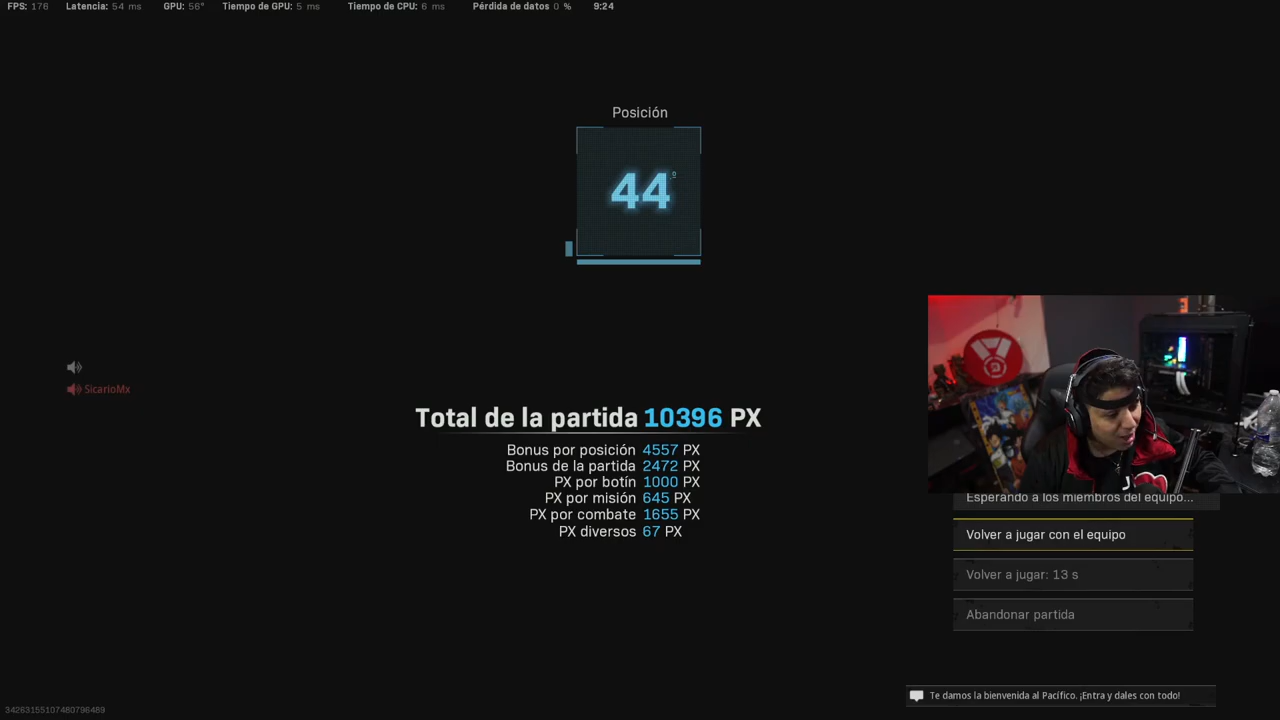 FPS: 176 Latencia: 54 ms GPU: 56° Tiempo de GPU: 5 ms Tiempo de CPU: 6 ms Pérdida de datos 0 % 9:24
Posición
44º
SicarioMx
Total de la partida 10396 PX
Bonus por posición 4557 PX
Bonus de la partida 2472 PX
PX por botín 1000 PX
PX por misión 645 PX
PX por combate 1655 PX
PX diversos 67 PX
Esperando a los miembros del equipo...
Volver a jugar con el equipo
Volver a jugar: 13 s
Abandonar partida
Te damos la bienvenida al Pacífico. ¡Entra y dales con todo!
34263155107480796489